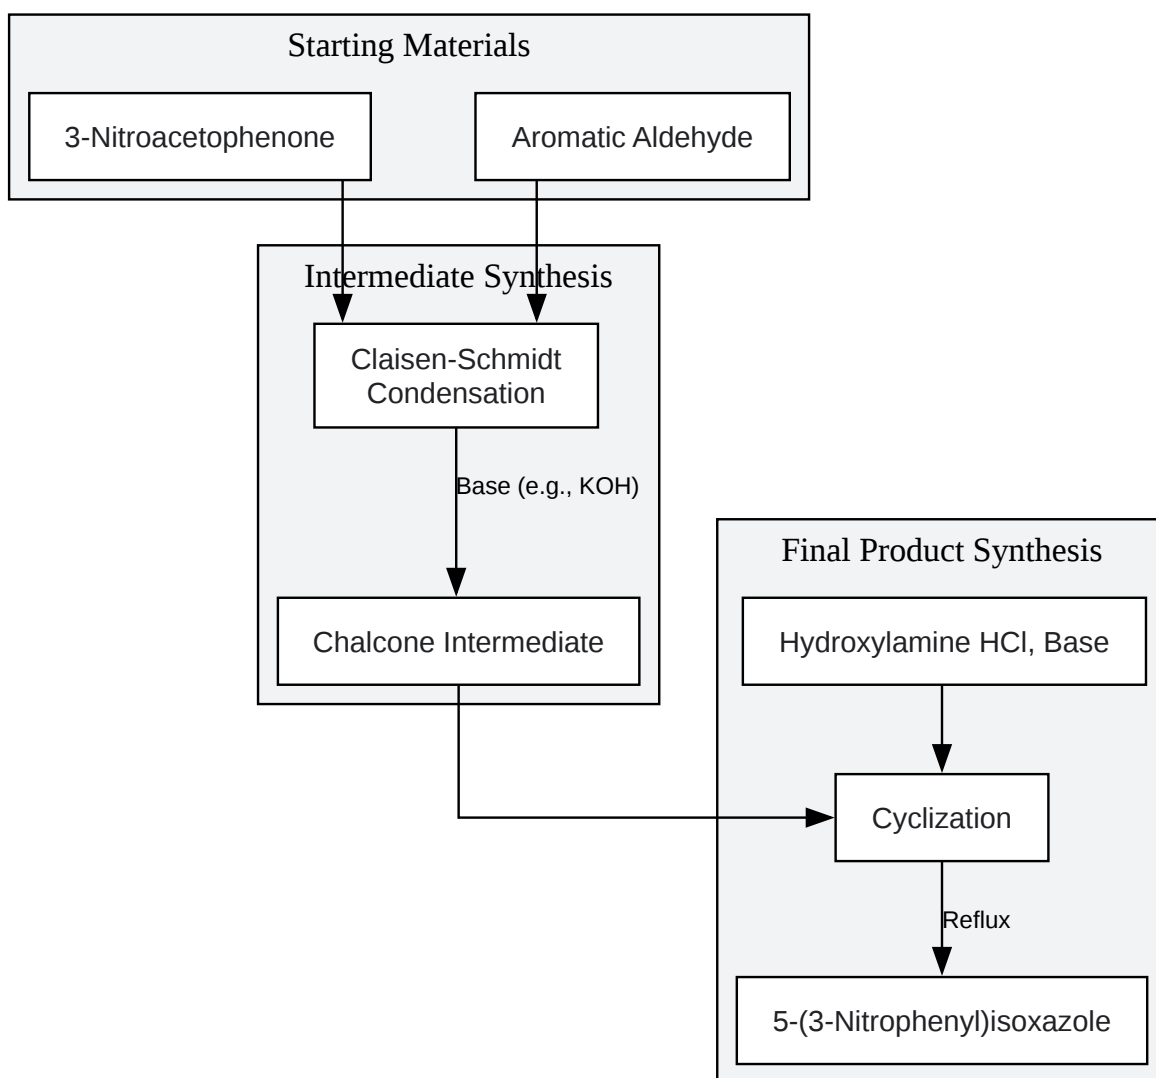 Starting Materials
3-Nitroacetophenone
Aromatic Aldehyde
Intermediate Synthesis
Claisen-Schmidt
Condensation
Base (e.g., KOH)
Chalcone Intermediate
Final Product Synthesis
Hydroxylamine HCl, Base
Cyclization
Reflux
5-(3-Nitrophenyl)isoxazole